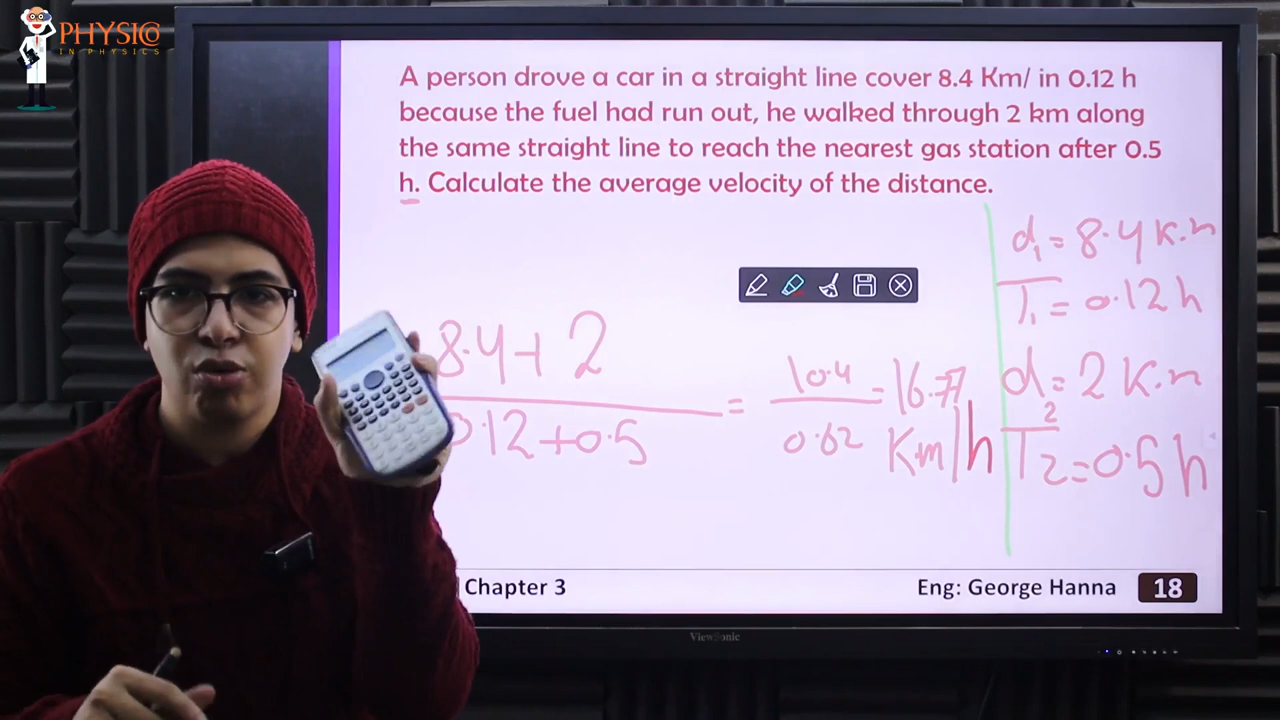 PHYSICO
IN PHYSICS
A person drove a car in a straight line cover 8.4 Km/ in 0.12 h
because the fuel had run out, he walked through 2 km along
the same straight line to reach the nearest gas station after 0.5
h. Calculate the average velocity of the distance.
d1 = 8.4 K.m
T1 = 0.12 h
d2 = 2 K.m
T2 = 0.5 h
8.4 + 2
0.12 + 0.5
=
10.4
0.62
= 16.77
Km/h
Chapter 3
Eng: George Hanna
18
ViewSonic